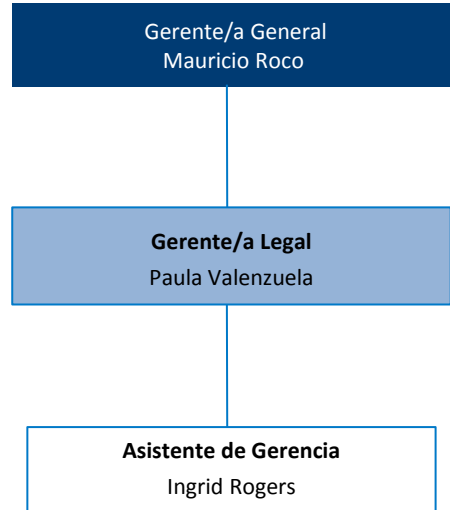 Gerente/a General
Mauricio Roco
Gerente/a Legal
Paula Valenzuela
Asistente de Gerencia
Ingrid Rogers